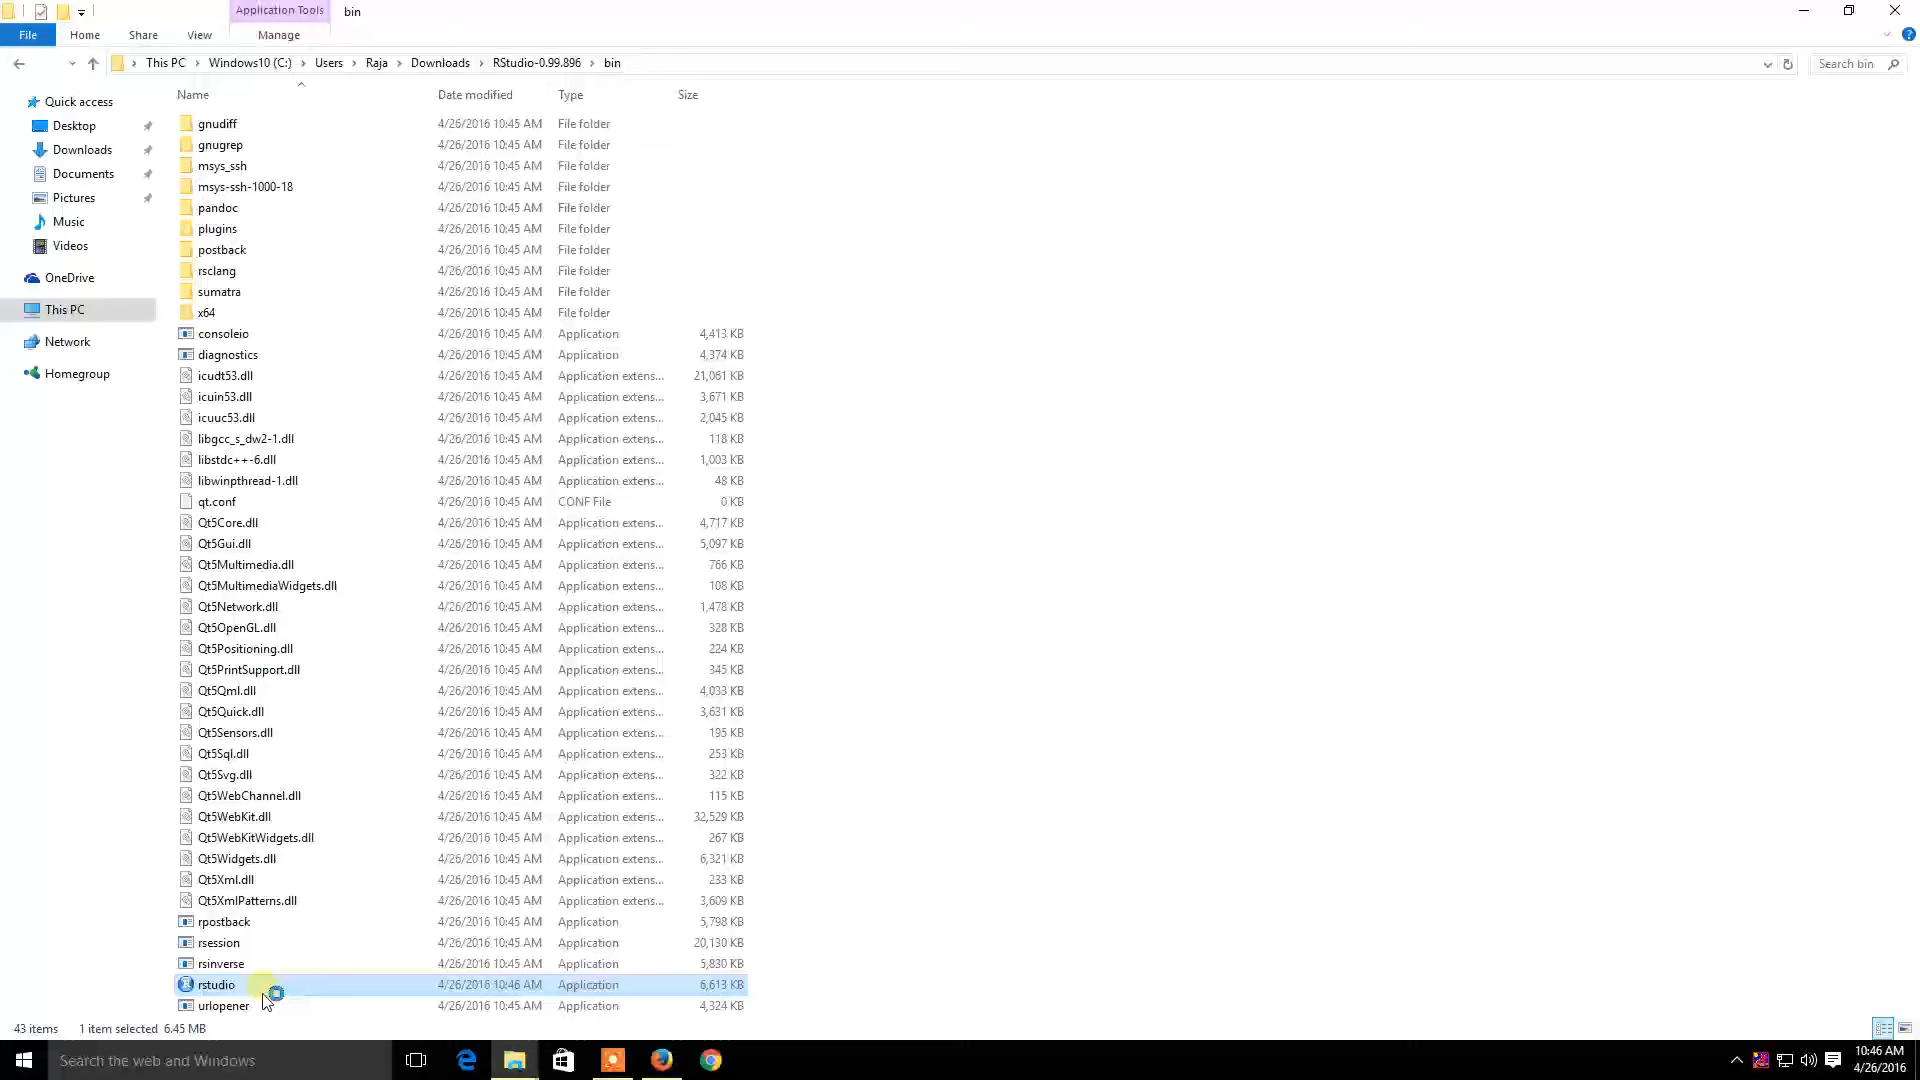 Application Tools bin
File Home Share View Manage
This PC Windows10 (C:) Users Raja Downloads RStudio-0.99.896 bin Search bin
Name Date modified Type Size
Quick access
Desktop
Downloads
Documents
Pictures
Music
Videos
OneDrive
This PC
Network
Homegroup
gnudiff 4/26/2016 10:45 AM File folder
gnugrep 4/26/2016 10:45 AM File folder
msys_ssh 4/26/2016 10:45 AM File folder
msys-ssh-1000-18 4/26/2016 10:45 AM File folder
pandoc 4/26/2016 10:45 AM File folder
plugins 4/26/2016 10:45 AM File folder
postback 4/26/2016 10:45 AM File folder
rsclang 4/26/2016 10:45 AM File folder
sumatra 4/26/2016 10:45 AM File folder
x64 4/26/2016 10:45 AM File folder
consoleio 4/26/2016 10:45 AM Application 4,413 KB
diagnostics 4/26/2016 10:45 AM Application 4,374 KB
icudt53.dll 4/26/2016 10:45 AM Application extens... 21,061 KB
icuin53.dll 4/26/2016 10:45 AM Application extens... 3,671 KB
icuuc53.dll 4/26/2016 10:45 AM Application extens... 2,045 KB
libgcc_s_dw2-1.dll 4/26/2016 10:45 AM Application extens... 118 KB
libstdc++-6.dll 4/26/2016 10:45 AM Application extens... 1,003 KB
libwinpthread-1.dll 4/26/2016 10:45 AM Application extens... 48 KB
qt.conf 4/26/2016 10:45 AM CONF File 0 KB
Qt5Core.dll 4/26/2016 10:45 AM Application extens... 4,717 KB
Qt5Gui.dll 4/26/2016 10:45 AM Application extens... 5,097 KB
Qt5Multimedia.dll 4/26/2016 10:45 AM Application extens... 766 KB
Qt5MultimediaWidgets.dll 4/26/2016 10:45 AM Application extens... 108 KB
Qt5Network.dll 4/26/2016 10:45 AM Application extens... 1,478 KB
Qt5OpenGL.dll 4/26/2016 10:45 AM Application extens... 328 KB
Qt5Positioning.dll 4/26/2016 10:45 AM Application extens... 224 KB
Qt5PrintSupport.dll 4/26/2016 10:45 AM Application extens... 345 KB
Qt5Qml.dll 4/26/2016 10:45 AM Application extens... 4,033 KB
Qt5Quick.dll 4/26/2016 10:45 AM Application extens... 3,631 KB
Qt5Sensors.dll 4/26/2016 10:45 AM Application extens... 195 KB
Qt5Sql.dll 4/26/2016 10:45 AM Application extens... 253 KB
Qt5Svg.dll 4/26/2016 10:45 AM Application extens... 322 KB
Qt5WebChannel.dll 4/26/2016 10:45 AM Application extens... 115 KB
Qt5WebKit.dll 4/26/2016 10:45 AM Application extens... 32,529 KB
Qt5WebKitWidgets.dll 4/26/2016 10:45 AM Application extens... 267 KB
Qt5Widgets.dll 4/26/2016 10:45 AM Application extens... 6,321 KB
Qt5Xml.dll 4/26/2016 10:45 AM Application extens... 233 KB
Qt5XmlPatterns.dll 4/26/2016 10:45 AM Application extens... 3,609 KB
rpostback 4/26/2016 10:45 AM Application 5,798 KB
rsession 4/26/2016 10:45 AM Application 20,130 KB
rsinverse 4/26/2016 10:45 AM Application 5,830 KB
rstudio 4/26/2016 10:46 AM Application 6,613 KB
urlopener 4/26/2016 10:45 AM Application 4,324 KB
43 items 1 item selected 6.45 MB
Search the web and Windows
10:46 AM
4/26/2016